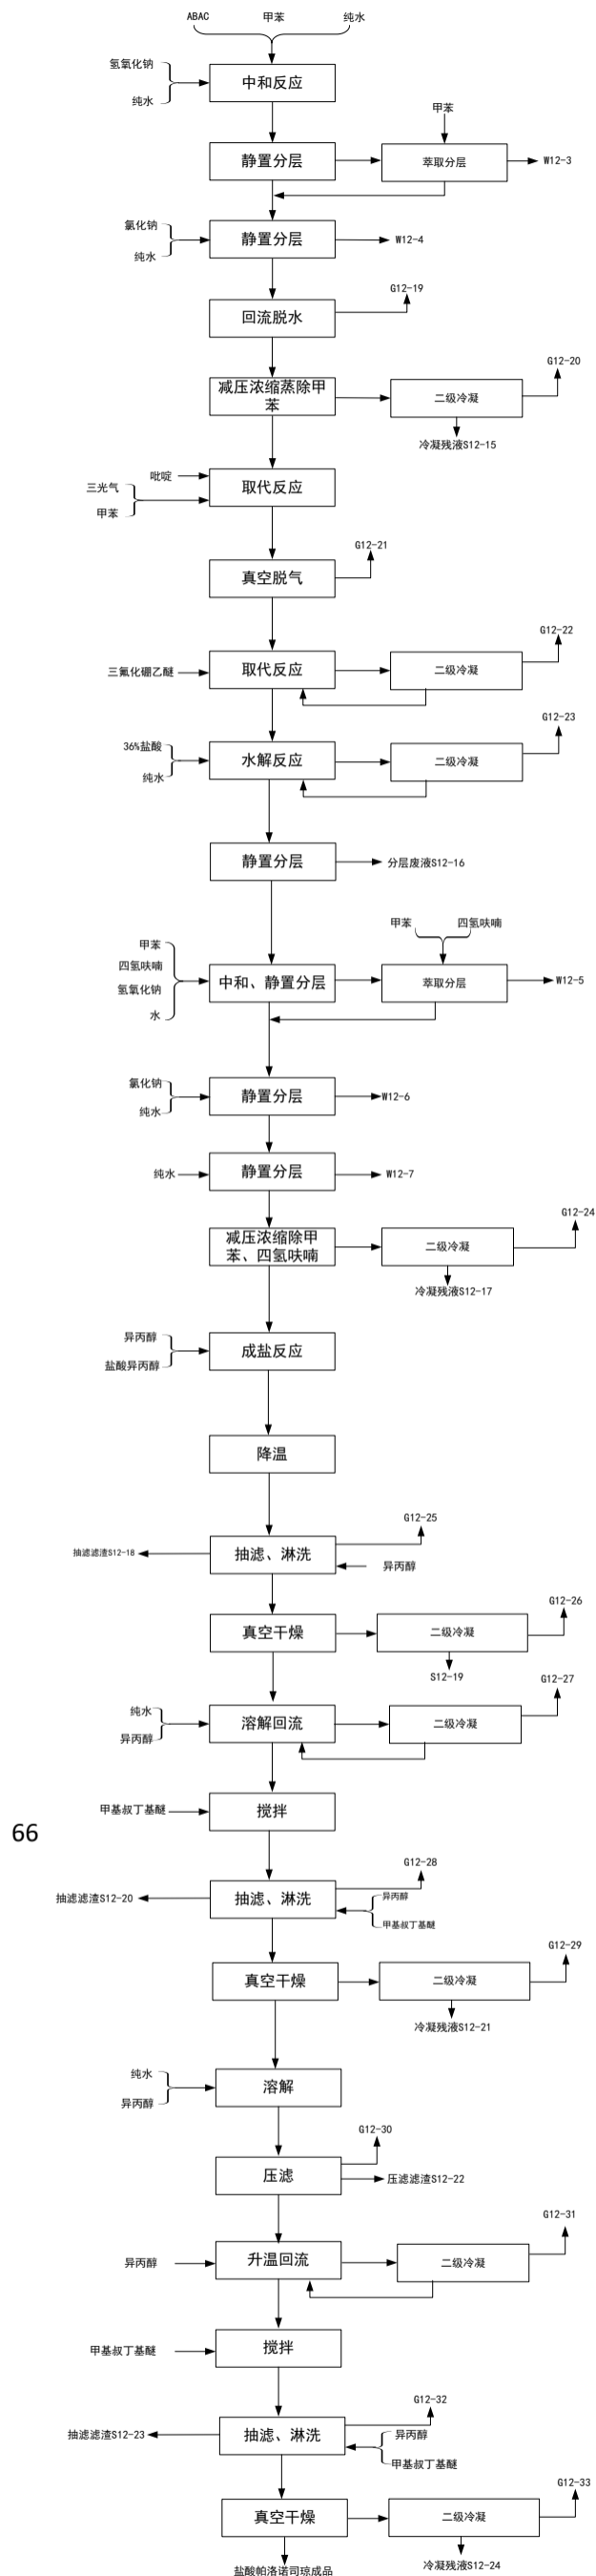 ABAC 甲苯 纯水
氢氧化钠
中和反应
纯水
甲苯
静置分层
萃取分层
W12-3
氯化钠
静置分层
W12-4
纯水
G12-19
回流脱水
G12-20
减压浓缩蒸除甲
苯
二级冷凝
冷凝残液S12-15
吡啶
三光气
取代反应
甲苯
G12-21
真空脱气
G12-22
三氟化硼乙醚
取代反应
二级冷凝
G12-23
36%盐酸
水解反应
二级冷凝
纯水
静置分层
分层废液S12-16
甲苯 四氢呋喃
甲苯
四氢呋喃
氢氧化钠
水
中和、静置分层
萃取分层
W12-5
氯化钠
静置分层
W12-6
纯水
纯水
静置分层
W12-7
G12-24
减压浓缩除甲
苯、四氢呋喃
二级冷凝
冷凝残液S12-17
异丙醇
成盐反应
盐酸异丙醇
降温
G12-25
抽滤滤渣S12-18
抽滤、淋洗
异丙醇
G12-26
真空干燥
二级冷凝
S12-19
G12-27
纯水
溶解回流
二级冷凝
异丙醇
甲基叔丁基醚
搅拌
66
G12-28
抽滤滤渣S12-20
抽滤、淋洗
异丙醇
甲基叔丁基醚
G12-29
真空干燥
二级冷凝
冷凝残液S12-21
纯水
溶解
异丙醇
G12-30
压滤
压滤滤渣S12-22
G12-31
异丙醇
升温回流
二级冷凝
甲基叔丁基醚
搅拌
G12-32
抽滤滤渣S12-23
抽滤、淋洗
异丙醇
甲基叔丁基醚
G12-33
真空干燥
二级冷凝
盐酸帕洛诺司琼成品
冷凝残液S12-24